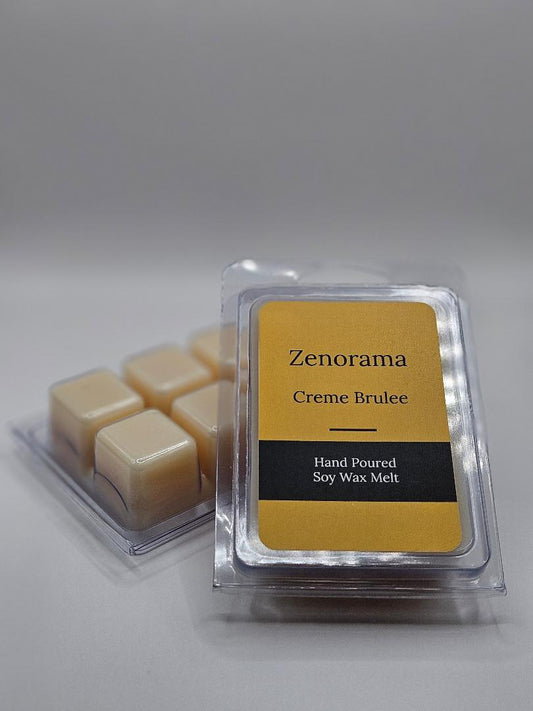 Zenorama
Creme Brulee
Hand Poured
Soy Wax Melt